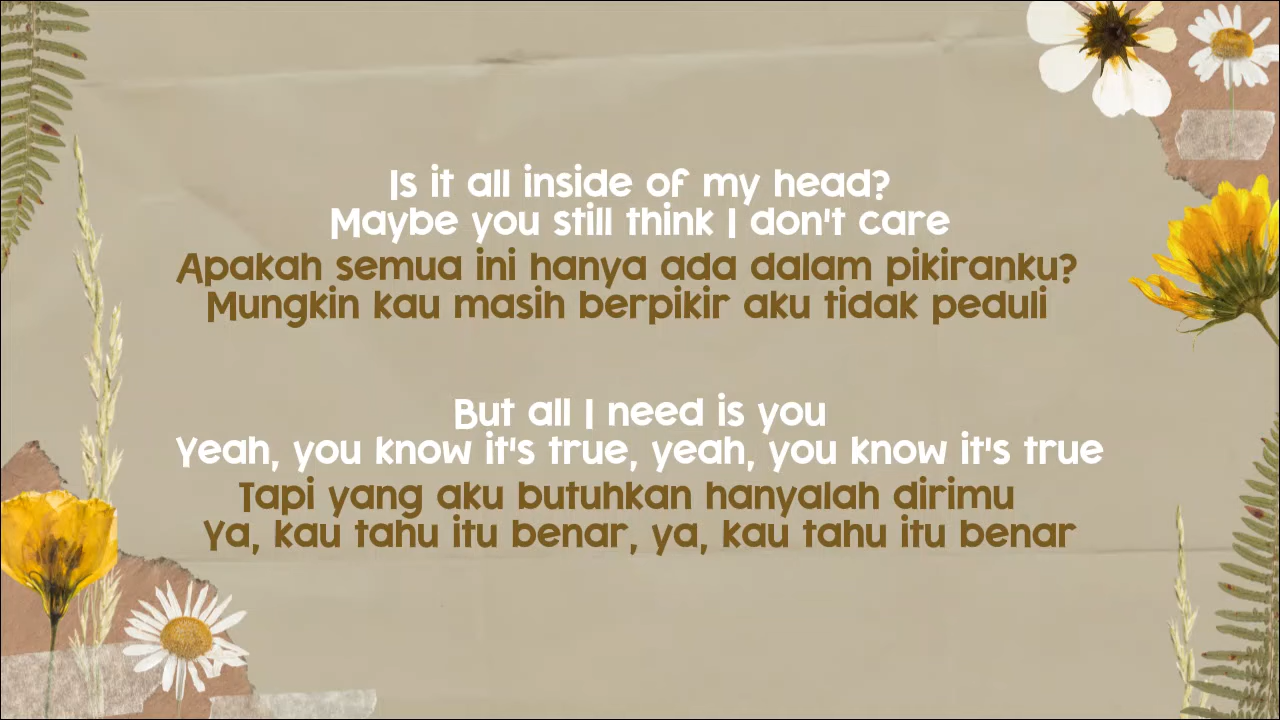 Is it all inside of my head?
Maybe you still think I don't care
Apakah semua ini hanya ada dalam pikiranku?
Mungkin kau masih berpikir aku tidak peduli
But all I need is you
Yeah, you know it's true, yeah, you know it's true
Tapi yang aku butuhkan hanyalah dirimu
Ya, kau tahu itu benar, ya, kau tahu itu benar